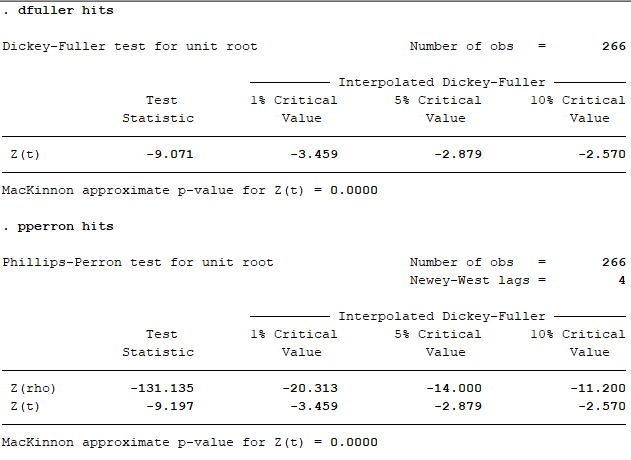 . dfuller hits
Dickey-Fuller test for unit root Number of obs = 266
Interpolated Dickey-Fuller
Test 1% Critical 5% Critical 10% Critical
Statistic Value Value Value
Z(t) -9.071 -3.459 -2.879 -2.570
MacKinnon approximate p-value for Z(t) = 0.0000
. pperron hits
Phillips-Perron test for unit root Number of obs = 266
Newey-West lags = 4
Interpolated Dickey-Fuller
Test 1% Critical 5% Critical 10% Critical
Statistic Value Value Value
Z(rho) -131.135 -20.313 -14.000 -11.200
Z(t) -9.197 -3.459 -2.879 -2.570
MacKinnon approximate p-value for Z(t) = 0.0000